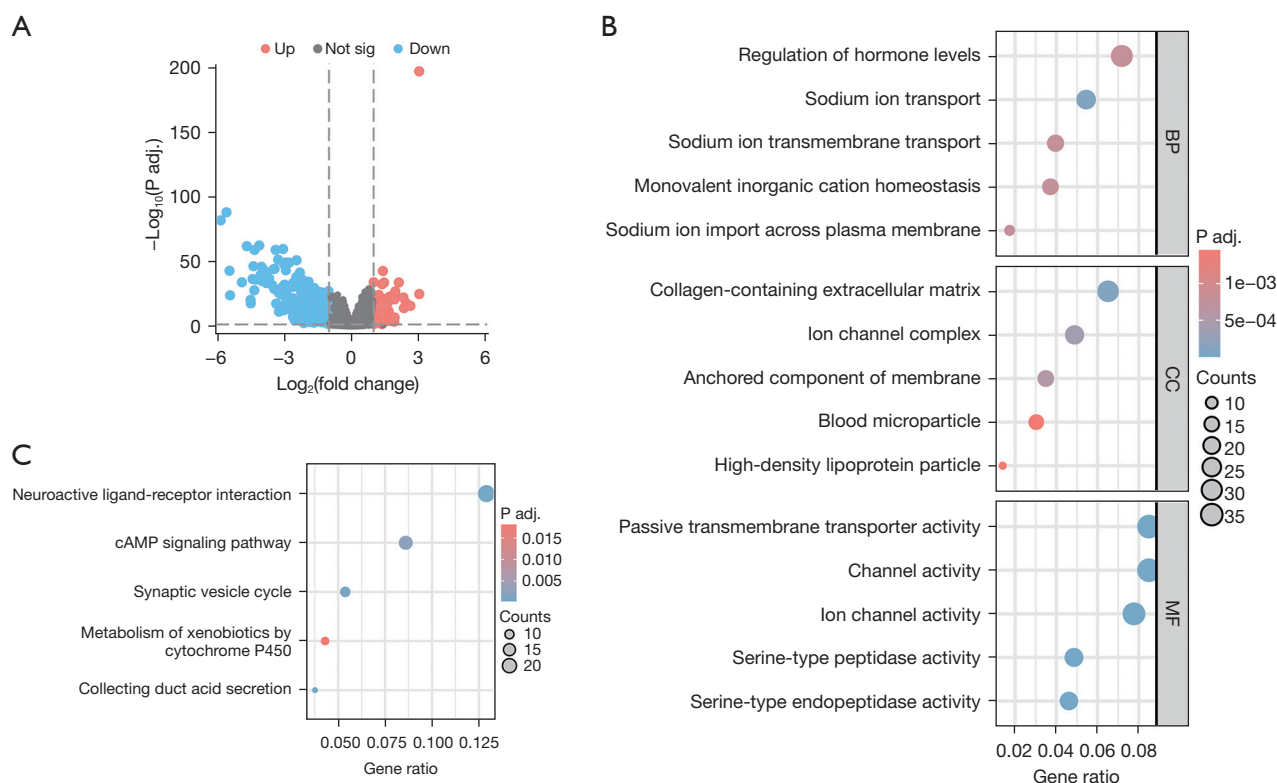 A
Up Not sig Down
200
150
100
50
0
–Log10(P adj.)
−6 −3 0 3 6
Log2(fold change)
B
Regulation of hormone levels
Sodium ion transport
Sodium ion transmembrane transport
Monovalent inorganic cation homeostasis
Sodium ion import across plasma membrane
BP
Collagen-containing extracellular matrix
Ion channel complex
Anchored component of membrane
Blood microparticle
High-density lipoprotein particle
CC
Passive transmembrane transporter activity
Channel activity
Ion channel activity
Serine-type peptidase activity
Serine-type endopeptidase activity
MF
0.02 0.04 0.06 0.08
Gene ratio
P adj.
1e−03
5e−04
Counts
10
15
20
25
30
35
C
Neuroactive ligand-receptor interaction
cAMP signaling pathway
Synaptic vesicle cycle
Metabolism of xenobiotics by
cytochrome P450
Collecting duct acid secretion
0.050 0.075 0.100 0.125
Gene ratio
P adj.
0.015
0.010
0.005
Counts
10
15
20